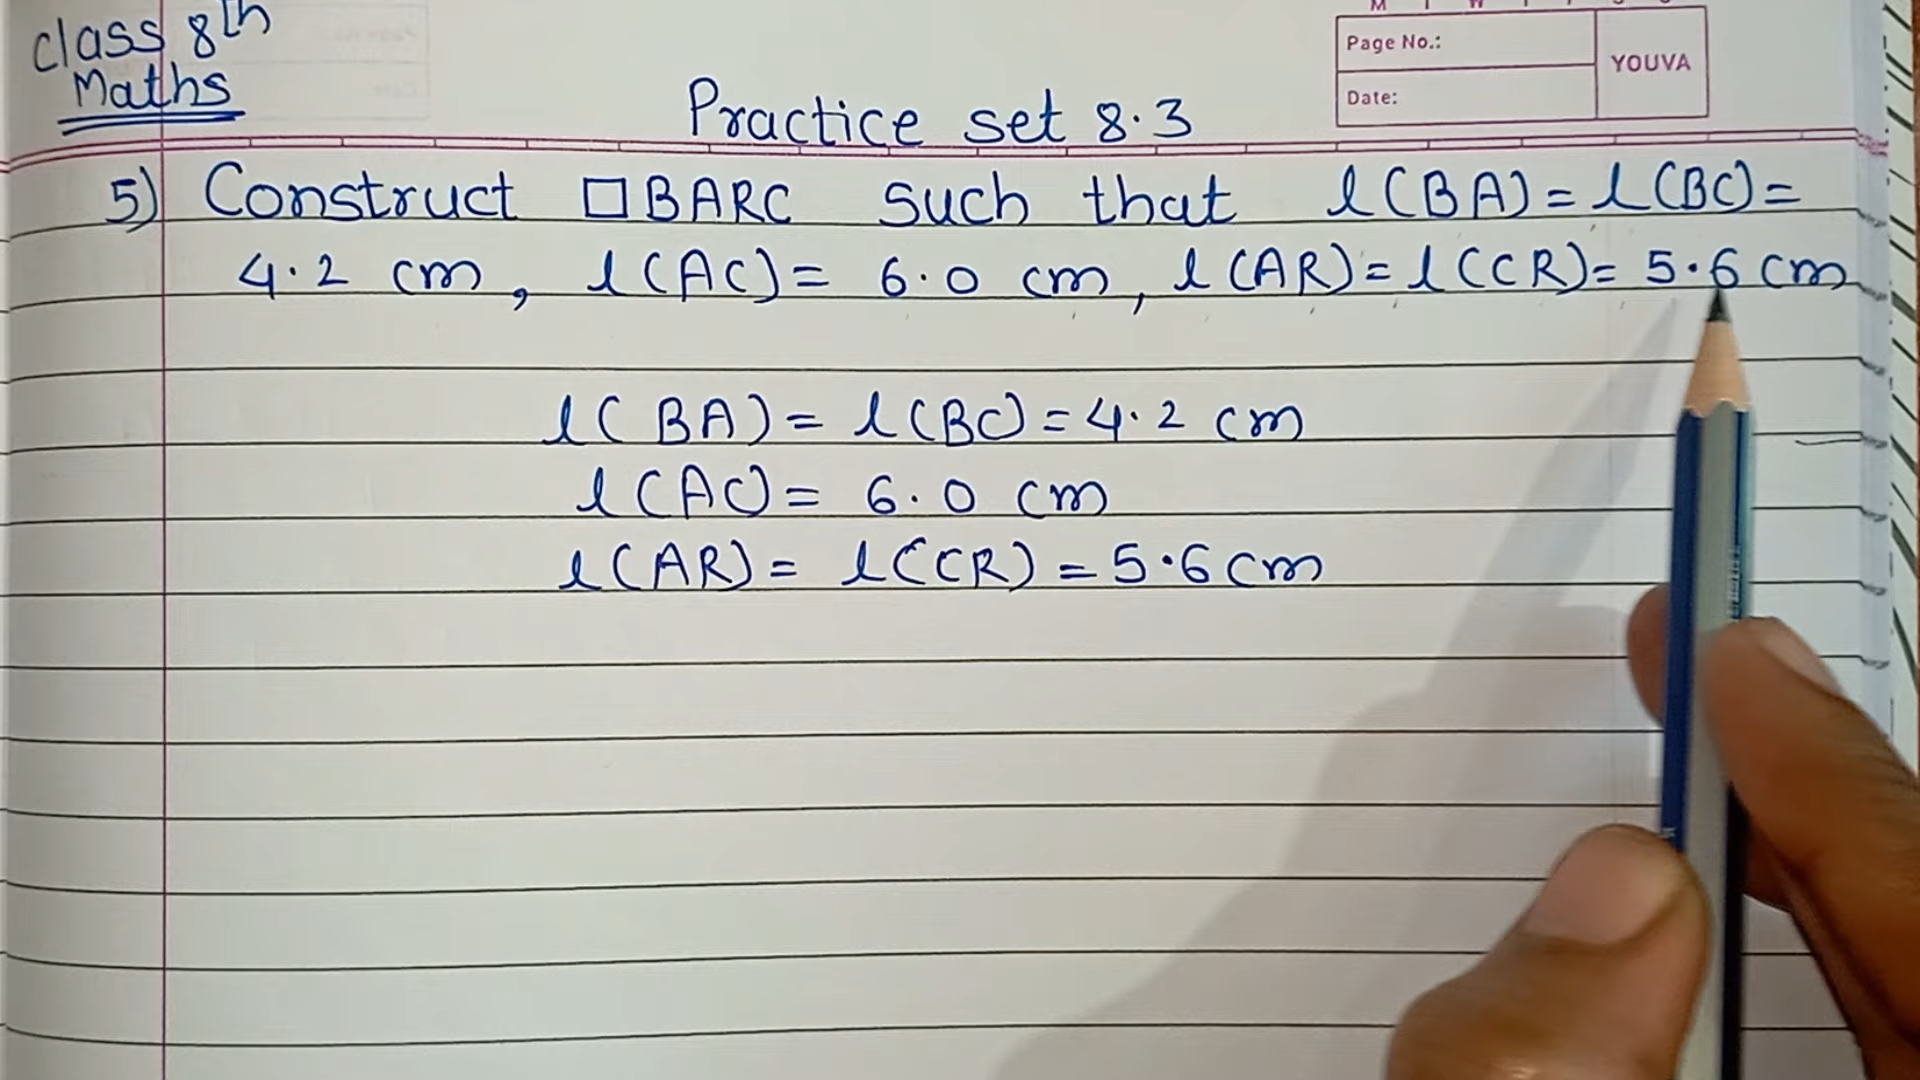 class 8th
Maths
Page No.:
YOUVA
Date:
Practice set 8.3
5) Construct □BARC such that l(BA) = l(BC) =
4.2 cm, l(AC) = 6.0 cm, l(AR) = l(CR) = 5.6 cm
l(BA) = l(BC) = 4.2 cm
l(AC) = 6.0 cm
l(AR) = l(CR) = 5.6 cm